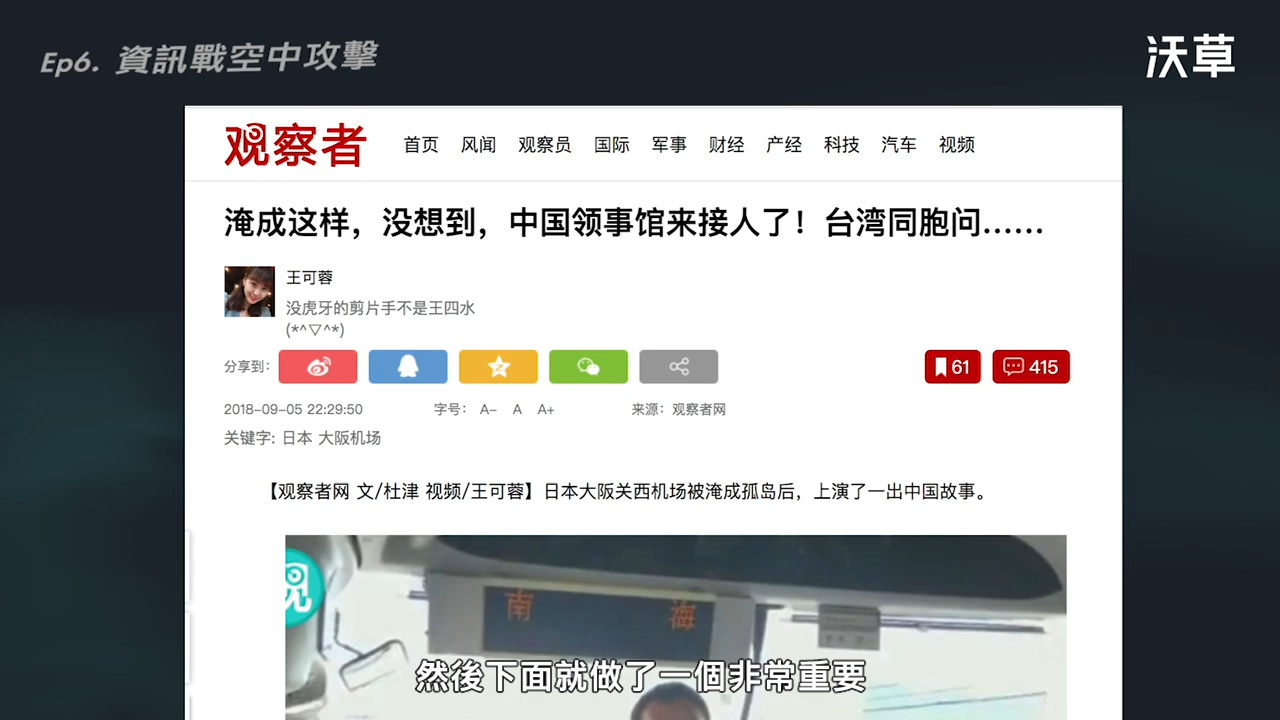 Ep6. 資訊戰空中攻擊
沃草
观察者 首页 风闻 观察员 国际 军事 财经 产经 科技 汽车 视频
淹成这样，没想到，中国领事馆来接人了！台湾同胞问……
王可蓉
没虎牙的剪片手不是王四水
(*^▽^*)
分享到： 61 415
2018-09-05 22:29:50 字号： A- A A+ 来源：观察者网
关键字: 日本 大阪机场
【观察者网 文/杜津 视频/王可蓉】日本大阪关西机场被淹成孤岛后，上演了一出中国故事。
观
南 海
然後下面就做了一個非常重要